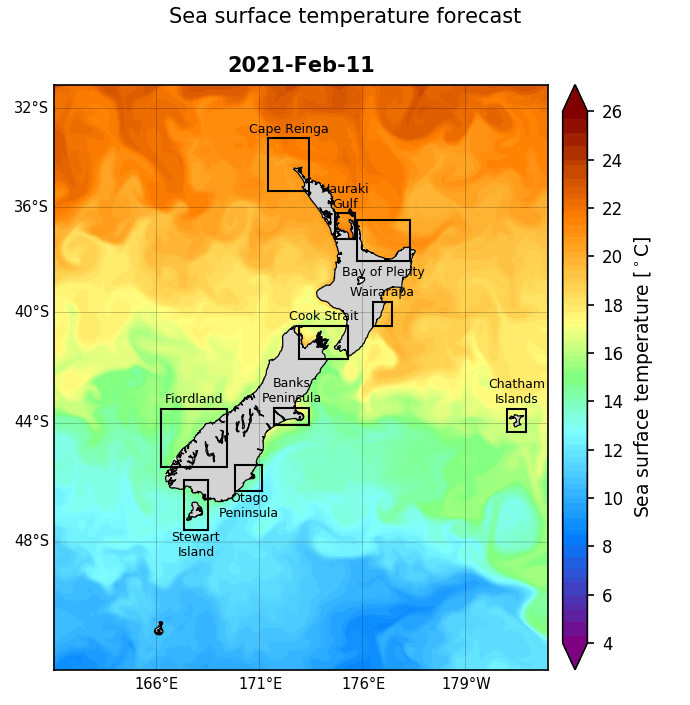 Sea surface temperature forecast
2021-Feb-11
32°S
36°S
40°S
44°S
48°S
Cape Reinga
Hauraki
Gulf
Bay of Plenty
Wairarapa
Cook Strait
Banks
Peninsula
Chatham
Islands
Fiordland
Otago
Peninsula
Stewart
Island
166°E
171°E
176°E
179°W
26
24
22
20
18
16
14
12
10
8
6
4
Sea surface temperature [°C]